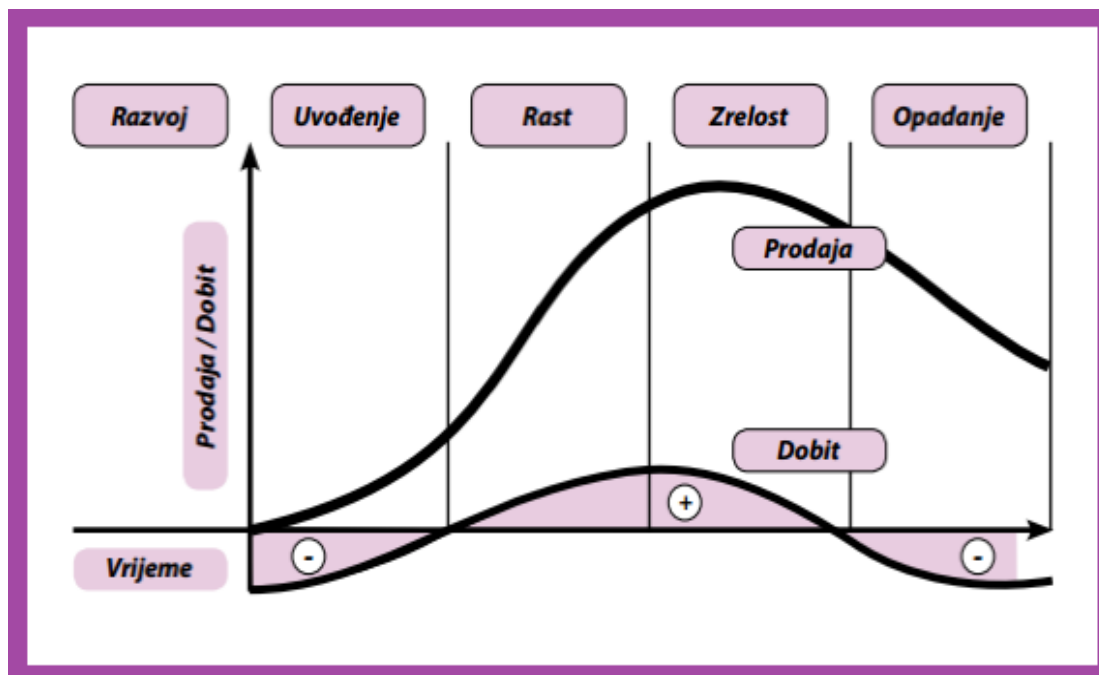 Razvoj
Uvođenje
Rast
Zrelost
Opadanje
Prodaja / Dobit
Prodaja
Dobit
+
-
-
Vrijeme